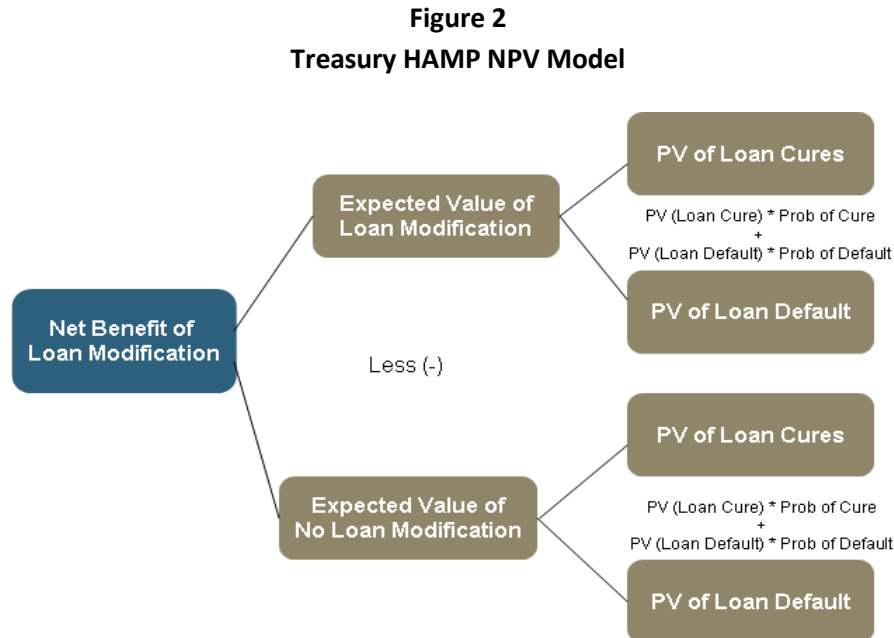 Figure 2
Treasury HAMP NPV Model
PV of Loan Cures
Expected Value of
Loan Modification
PV (Loan Cure) * Prob of Cure
+
PV (Loan Default) * Prob of Default
PV of Loan Default
Net Benefit of
Loan Modification
Less (-)
PV of Loan Cures
Expected Value of
No Loan Modification
PV (Loan Cure) * Prob of Cure
+
PV (Loan Default) * Prob of Default
PV of Loan Default